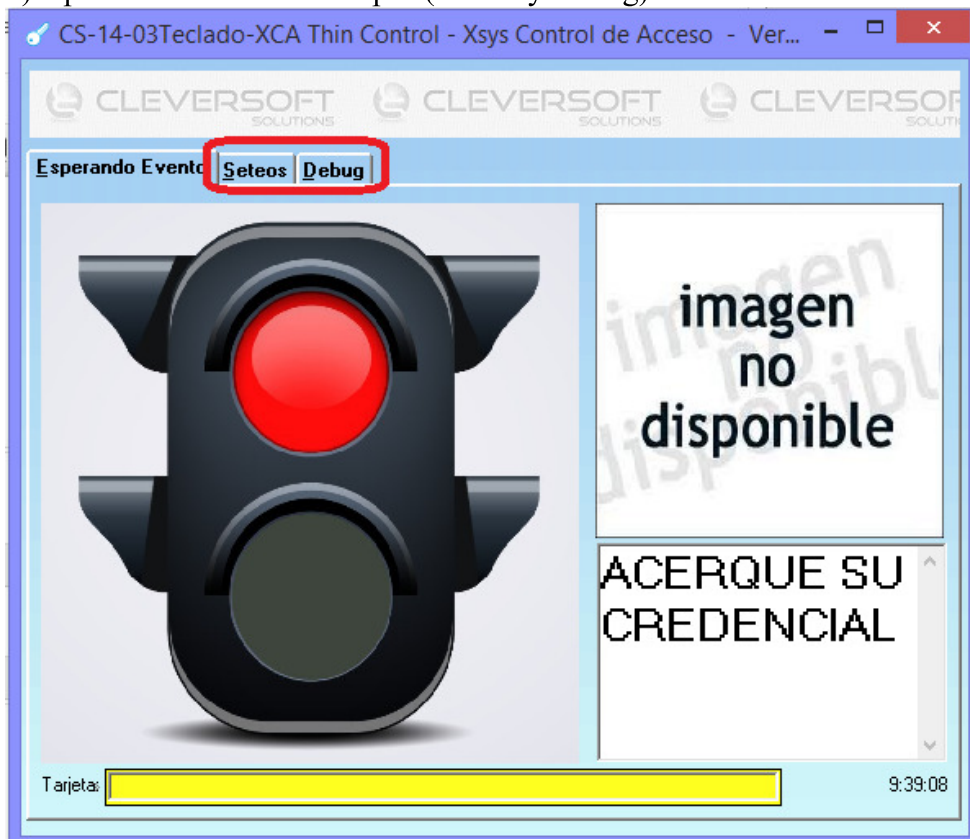 CS-14-03Teclado-XCA Thin Control - Xsys Control de Acceso - Ver...
CLEVERSOFT CLEVERSOFT CLEVERSOF
SOLUTIONS SOLUTIONS SOLUTI
Esperando Evento Seteos Debug
imagen
no
disponible
ACERQUE SU
CREDENCIAL
Tarjeta: 9:39:08